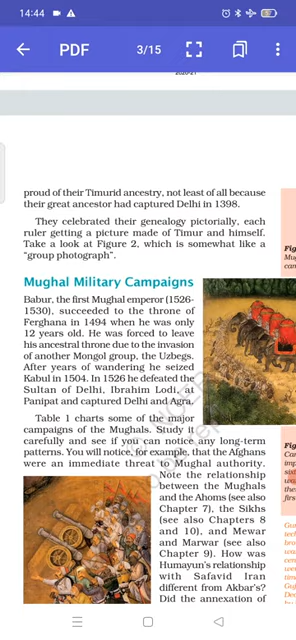 14:44
PDF
3/15
2020-21
proud of their Timurid ancestry, not least of all because
their great ancestor had captured Delhi in 1398.
They celebrated their genealogy pictorially, each
ruler getting a picture made of Timur and himself.
Take a look at Figure 2, which is somewhat like a
“group photograph”.
Mughal Military Campaigns
Babur, the first Mughal emperor (1526-
1530), succeeded to the throne of
Ferghana in 1494 when he was only
12 years old. He was forced to leave
his ancestral throne due to the invasion
of another Mongol group, the Uzbegs.
After years of wandering he seized
Kabul in 1504. In 1526 he defeated the
Sultan of Delhi, Ibrahim Lodi, at
Panipat and captured Delhi and Agra.
Table 1 charts some of the major
campaigns of the Mughals. Study it
carefully and see if you can notice any long-term
patterns. You will notice, for example, that the Afghans
were an immediate threat to Mughal authority.
Note the relationship
between the Mughals
and the Ahoms (see also
Chapter 7), the Sikhs
(see also Chapters 8
and 10), and Mewar
and Marwar (see also
Chapter 9). How was
Humayun’s relationship
with Safavid Iran
different from Akbar’s?
Did the annexation of
Fig
Mug
cam
Fig
Can
imp
first
Gun